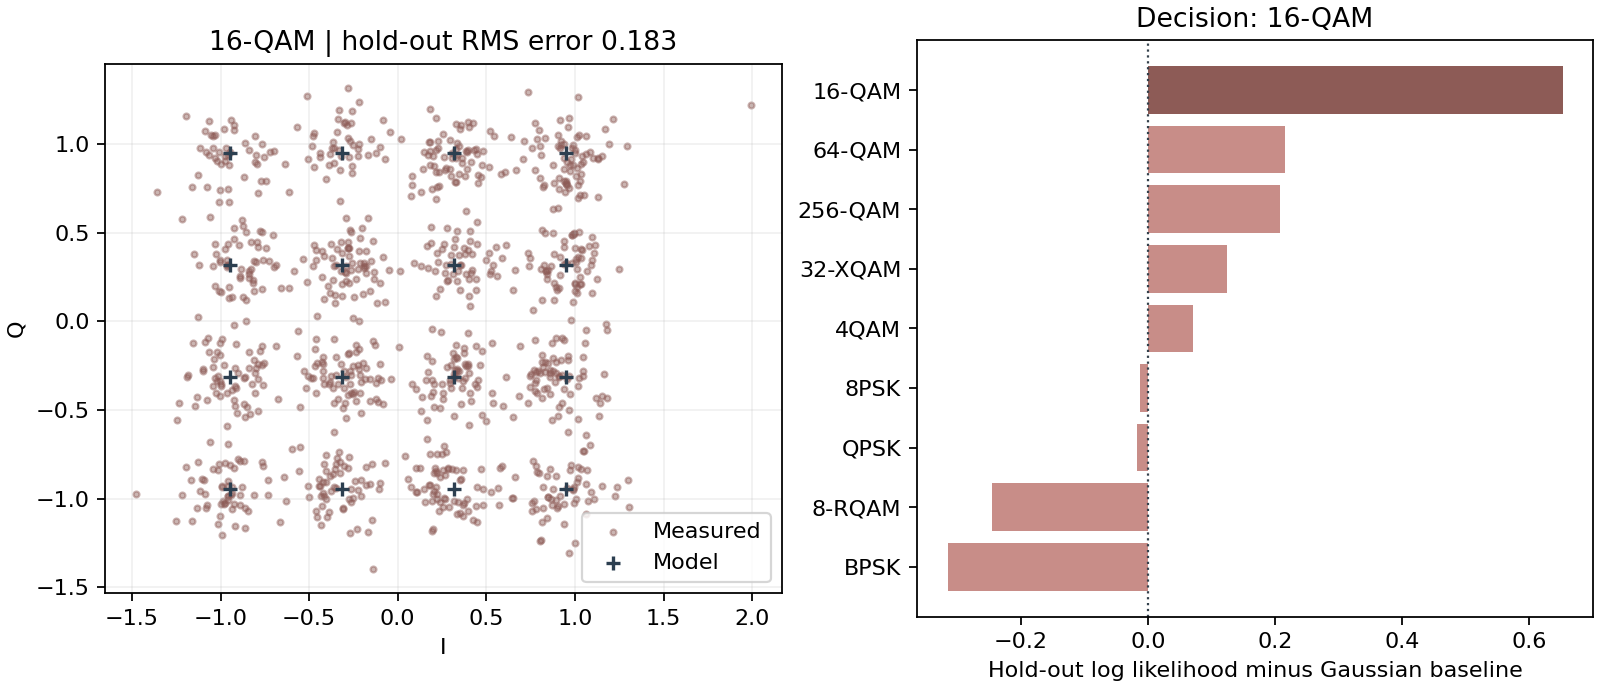 16-QAM | hold-out RMS error 0.183
1.0
0.5
0.0
−0.5
−1.0
−1.5
Q
−1.5
−1.0
−0.5
0.0
0.5
1.0
1.5
2.0
I
Measured
Model
Decision: 16-QAM
16-QAM
64-QAM
256-QAM
32-XQAM
4QAM
8PSK
QPSK
8-RQAM
BPSK
−0.2
0.0
0.2
0.4
0.6
Hold-out log likelihood minus Gaussian baseline